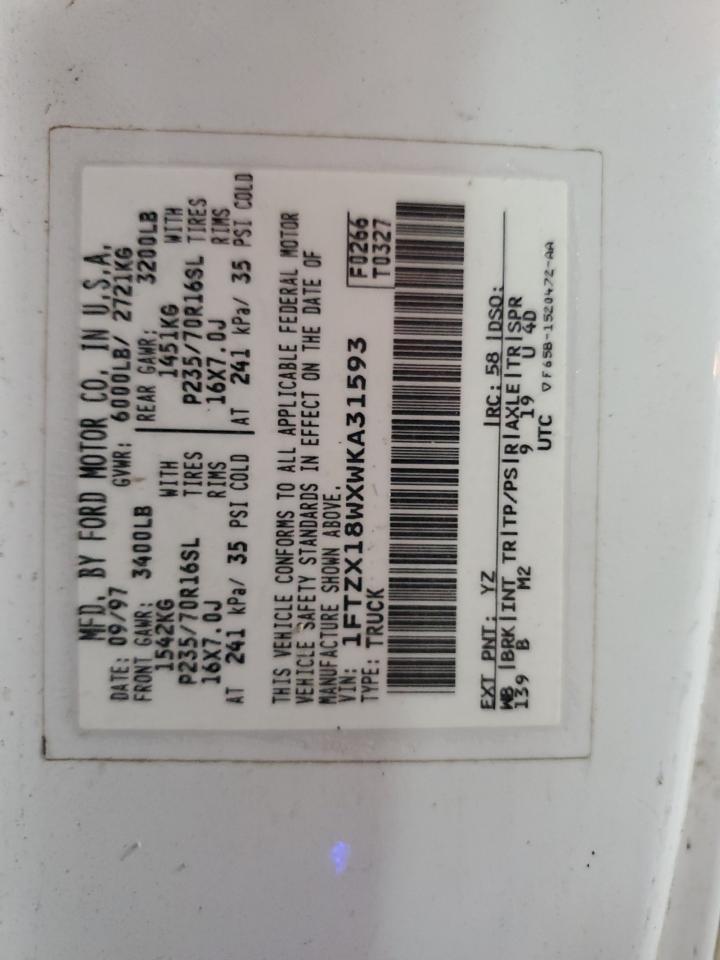 MFD. BY FORD MOTOR CO. IN U.S.A.
DATE: 09/97 GVWR: 6000LB/ 2721KG
FRONT GAWR: 3400LB REAR GAWR: 3200LB
1542KG WITH 1451KG WITH
P235/70R16SL TIRES P235/70R16SL TIRES
16X7.0J RIMS 16X7.0J RIMS
AT 241 kPa/ 35 PSI COLD AT 241 kPa/ 35 PSI COLD
THIS VEHICLE CONFORMS TO ALL APPLICABLE FEDERAL MOTOR
VEHICLE SAFETY STANDARDS IN EFFECT ON THE DATE OF
MANUFACTURE SHOWN ABOVE.
VIN: 1FTZX18WXWKA31593 F0266
TYPE: TRUCK T0327
EXT PNT: YZ RC: 58 DSO:
WB BRK INT TR TP/PS R AXLE TR SPR
139 B M2 9 19 U 4D
UTC ▽F65B-1520472-AA